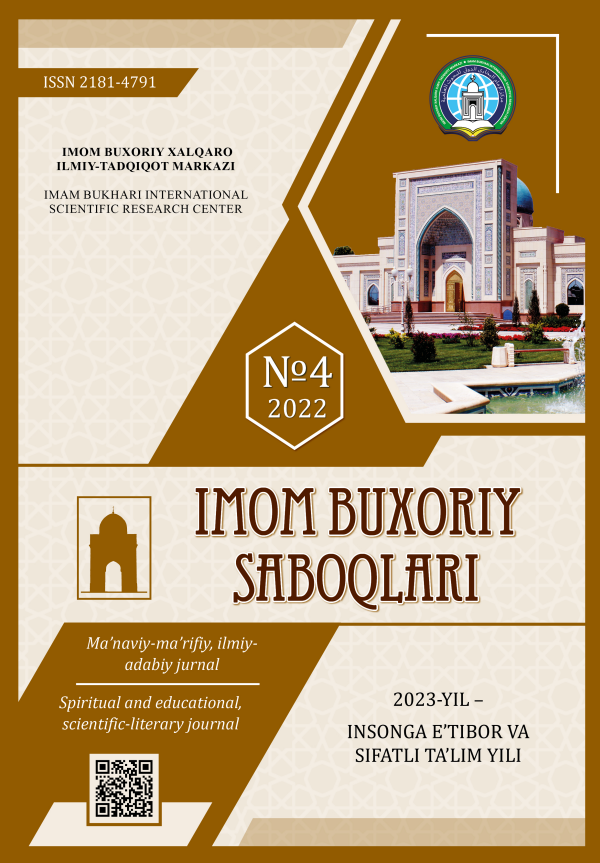 ISSN 2181-4791
IMOM BUXORIY XALQARO
ILMIY-TADQIQOT MARKAZI
IMAM BUKHARI INTERNATIONAL
SCIENTIFIC RESEARCH CENTER
№4
2022
IMOM BUXORIY
SABOQLARI
Ma’naviy-ma’rifiy, ilmiy-
adabiy jurnal
Spiritual and educational,
scientific-literary journal
2023-YIL –
INSONGA E’TIBOR VA
SIFATLI TA’LIM YILI